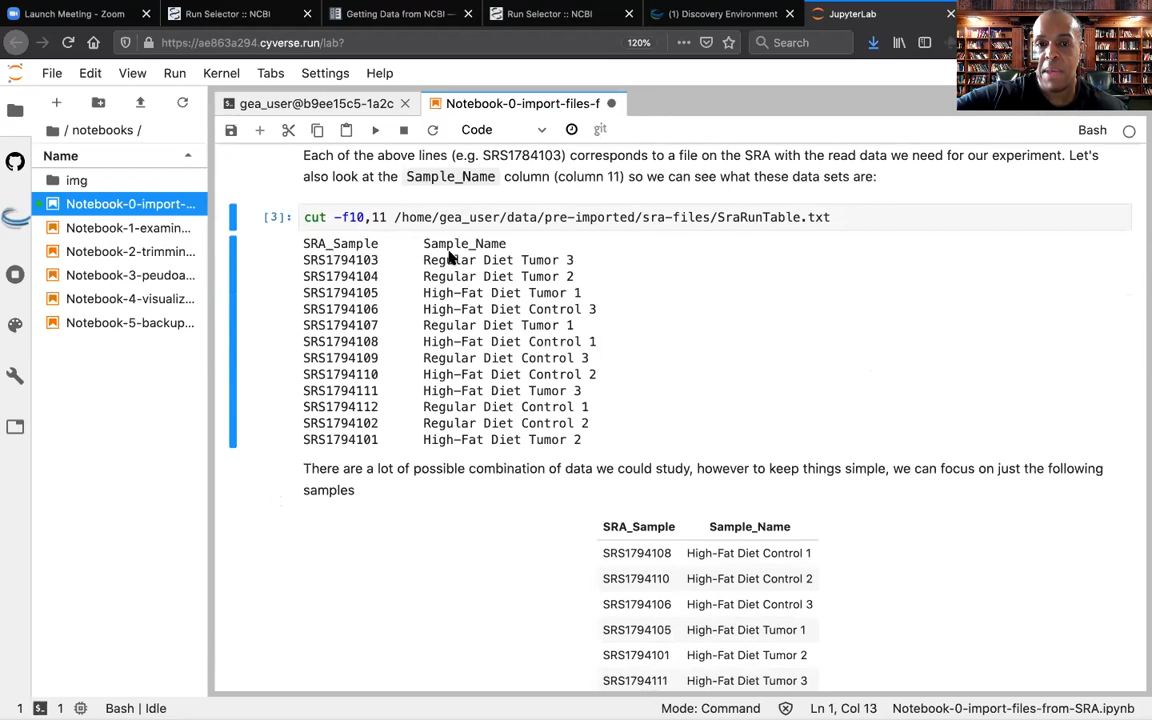 Launch Meeting - Zoom
Run Selector :: NCBI
Getting Data from NCBI —
Run Selector :: NCBI
(1) Discovery Environment
JupyterLab
https://ae863a294.cyverse.run/lab?
120%
Search
File Edit View Run Kernel Tabs Settings Help
gea_user@b9ee15c5-1a2c
Notebook-0-import-files-f
/ notebooks /
Code
git
Bash
Name
img
Notebook-0-import-...
Notebook-1-examin...
Notebook-2-trimmin...
Notebook-3-peudoa...
Notebook-4-visualiz...
Notebook-5-backup...
Each of the above lines (e.g. SRS1784103) corresponds to a file on the SRA with the read data we need for our experiment. Let's
also look at the Sample_Name column (column 11) so we can see what these data sets are:
[3]: cut -f10,11 /home/gea_user/data/pre-imported/sra-files/SraRunTable.txt
SRA_Sample Sample_Name
SRS1794103 Regular Diet Tumor 3
SRS1794104 Regular Diet Tumor 2
SRS1794105 High-Fat Diet Tumor 1
SRS1794106 High-Fat Diet Control 3
SRS1794107 Regular Diet Tumor 1
SRS1794108 High-Fat Diet Control 1
SRS1794109 Regular Diet Control 3
SRS1794110 High-Fat Diet Control 2
SRS1794111 High-Fat Diet Tumor 3
SRS1794112 Regular Diet Control 1
SRS1794102 Regular Diet Control 2
SRS1794101 High-Fat Diet Tumor 2
There are a lot of possible combination of data we could study, however to keep things simple, we can focus on just the following
samples
SRA_Sample Sample_Name
SRS1794108 High-Fat Diet Control 1
SRS1794110 High-Fat Diet Control 2
SRS1794106 High-Fat Diet Control 3
SRS1794105 High-Fat Diet Tumor 1
SRS1794101 High-Fat Diet Tumor 2
SRS1794111 High-Fat Diet Tumor 3
1 1 Bash | Idle
Mode: Command Ln 1, Col 13 Notebook-0-import-files-from-SRA.ipynb